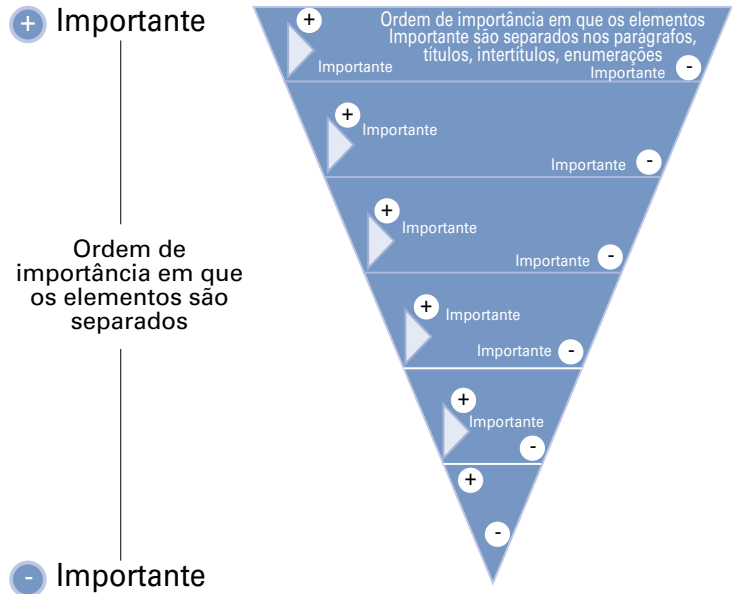 + Importante
Ordem de
importância em que
os elementos são
separados
- Importante
+
Ordem de importância em que os elementos
Importante são separados nos parágrafos,
títulos, intertítulos, enumerações
Importante
Importante -
+
Importante
Importante -
+
Importante
Importante -
+
Importante
Importante -
+
Importante
-
+
-